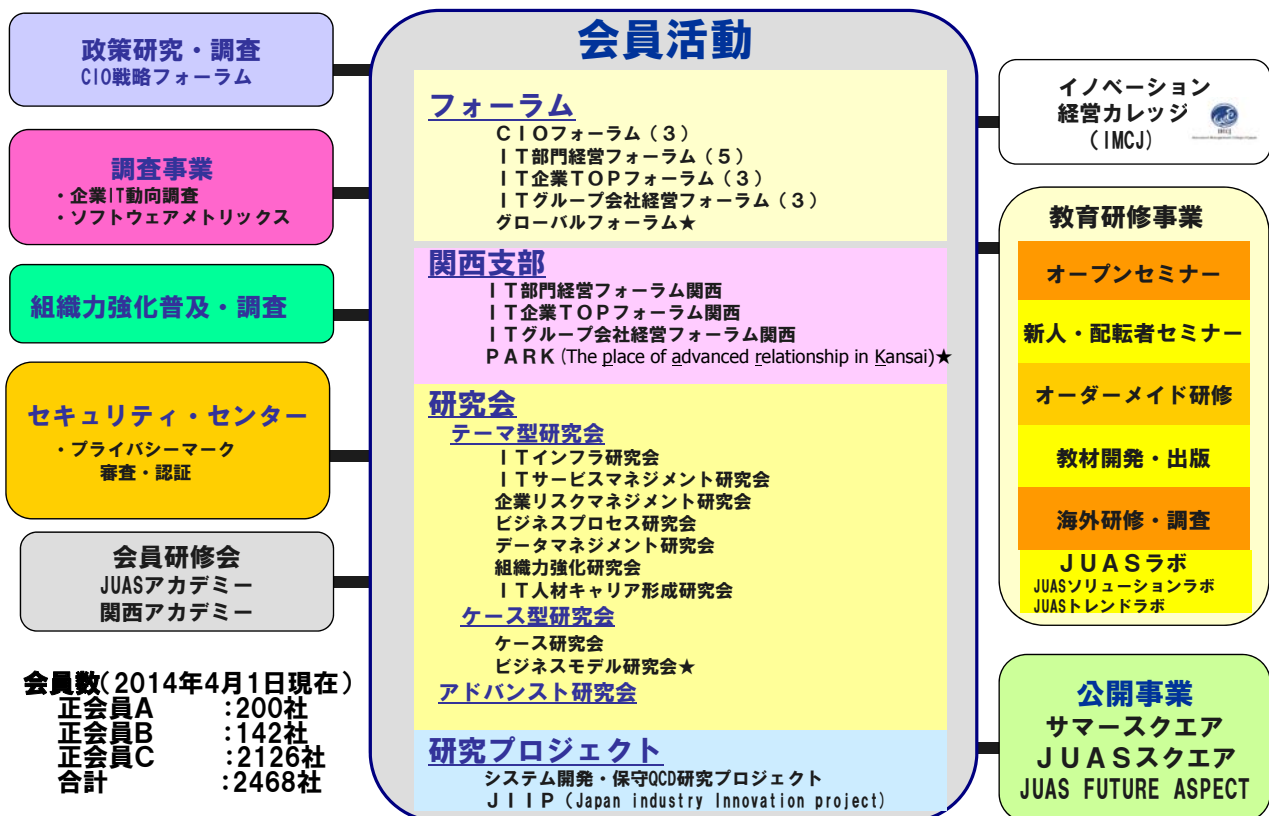 政策研究・調査
CIO戦略フォーラム
調査事業
・企業IT動向調査
・ソフトウェアメトリックス
組織力強化普及・調査
セキュリティ・センター
・プライバシーマーク
審査・認証
会員研修会
JUASアカデミー
関西アカデミー
会員数(2014年4月1日現在)
正会員A :200社
正会員B :142社
正会員C :2126社
合計 :2468社
会員活動
フォーラム
CIOフォーラム(3)
IT部門経営フォーラム(5)
IT企業TOPフォーラム(3)
ITグループ会社経営フォーラム(3)
グローバルフォーラム★
関西支部
IT部門経営フォーラム関西
IT企業TOPフォーラム関西
ITグループ会社経営フォーラム関西
PARK (The place of advanced relationship in Kansai)★
研究会
テーマ型研究会
ITインフラ研究会
ITサービスマネジメント研究会
企業リスクマネジメント研究会
ビジネスプロセス研究会
データマネジメント研究会
組織力強化研究会
IT人材キャリア形成研究会
ケース型研究会
ケース研究会
ビジネスモデル研究会★
アドバンスト研究会
研究プロジェクト
システム開発・保守QCD研究プロジェクト
JIIP (Japan industry Innovation project)
イノベーション
経営カレッジ
(IMCJ)
教育研修事業
オープンセミナー
新人・配転者セミナー
オーダーメイド研修
教材開発・出版
海外研修・調査
JUASラボ
JUASソリューションラボ
JUASトレンドラボ
公開事業
サマースクエア
JUASスクエア
JUAS FUTURE ASPECT